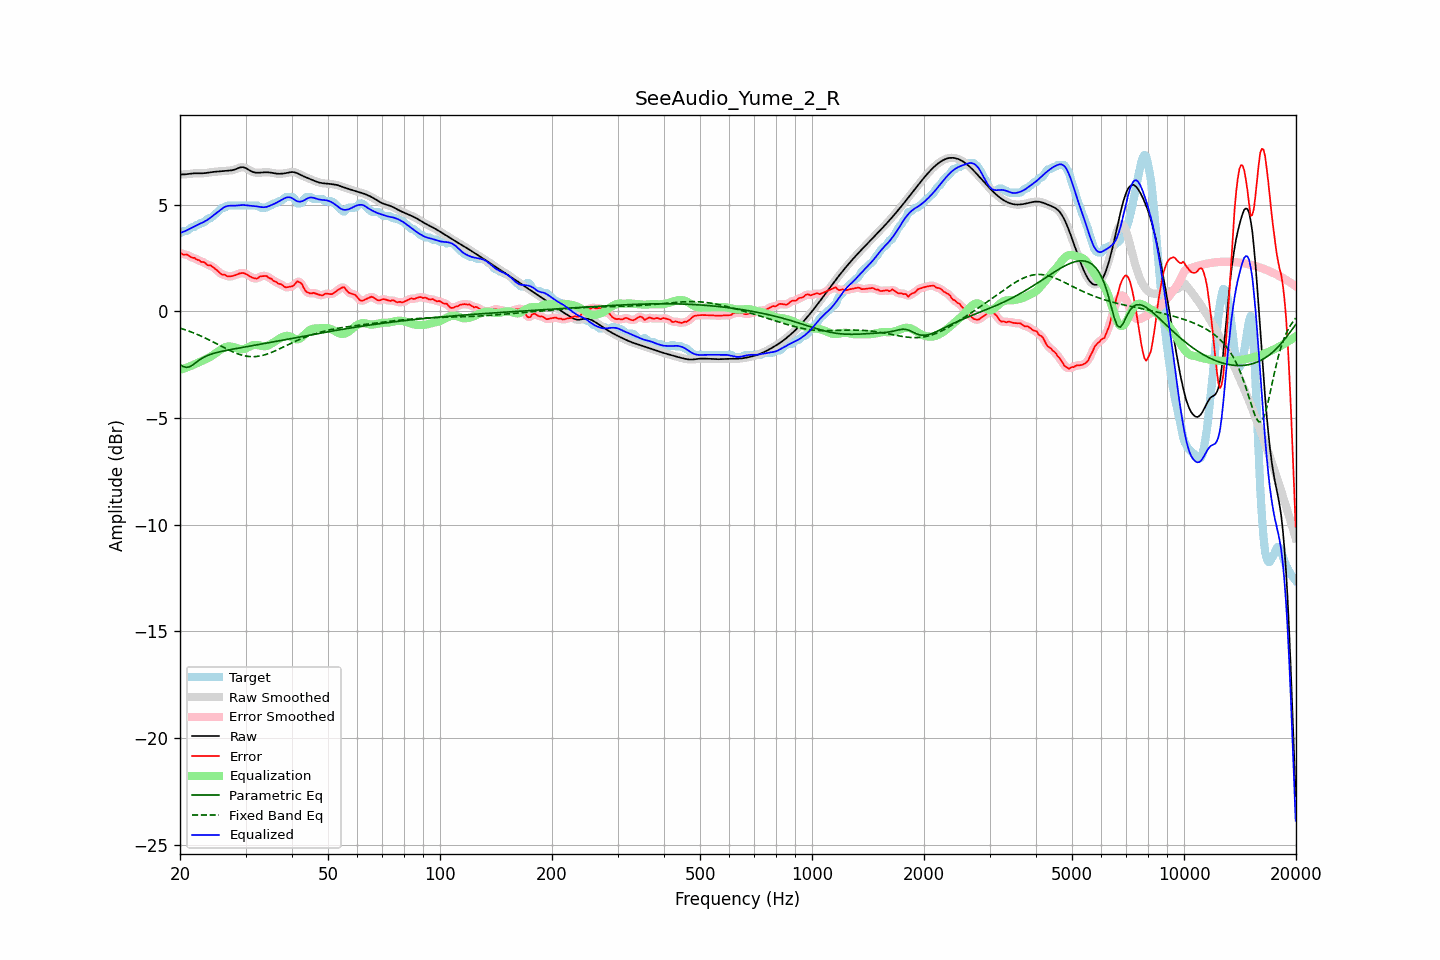 SeeAudio_Yume_2_R
Amplitude (dBr)
5
0
−5
−10
−15
−20
−25
Target
Raw Smoothed
Error Smoothed
Raw
Error
Equalization
Parametric Eq
Fixed Band Eq
Equalized
20 50 100 200 500 1000 2000 5000 10000 20000
Frequency (Hz)